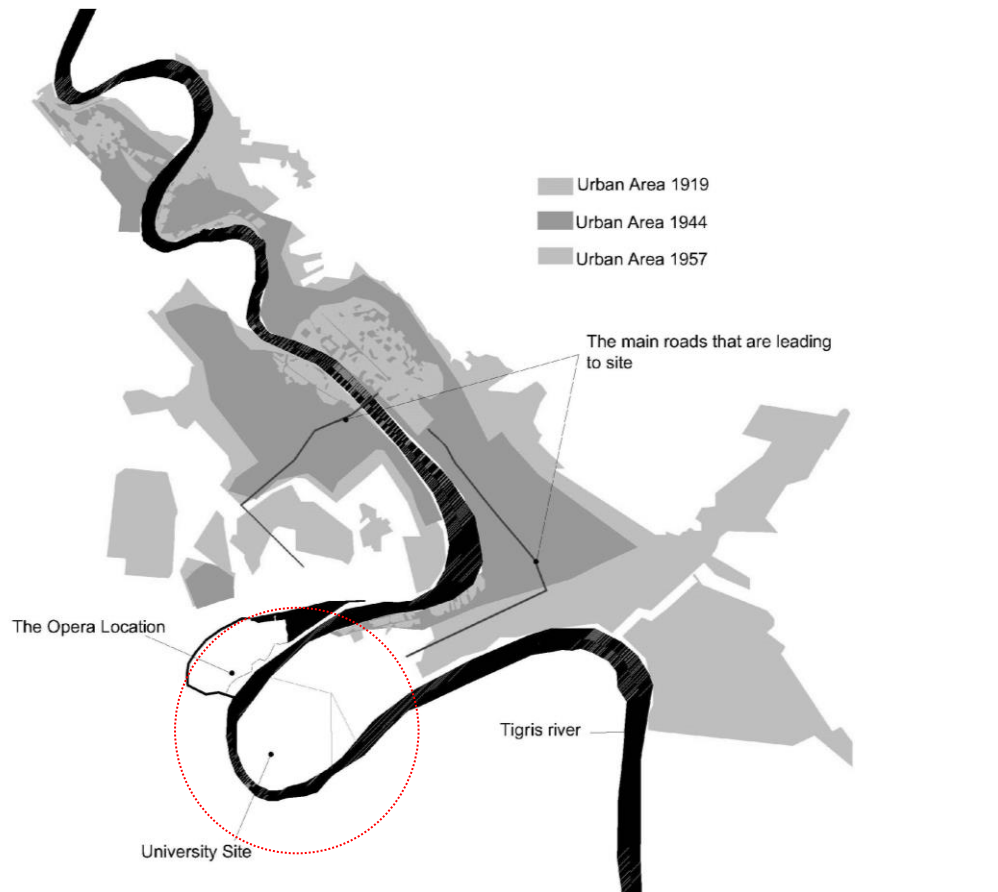 Urban Area 1919
Urban Area 1944
Urban Area 1957
The main roads that are leading
to site
The Opera Location
Tigris river
University Site